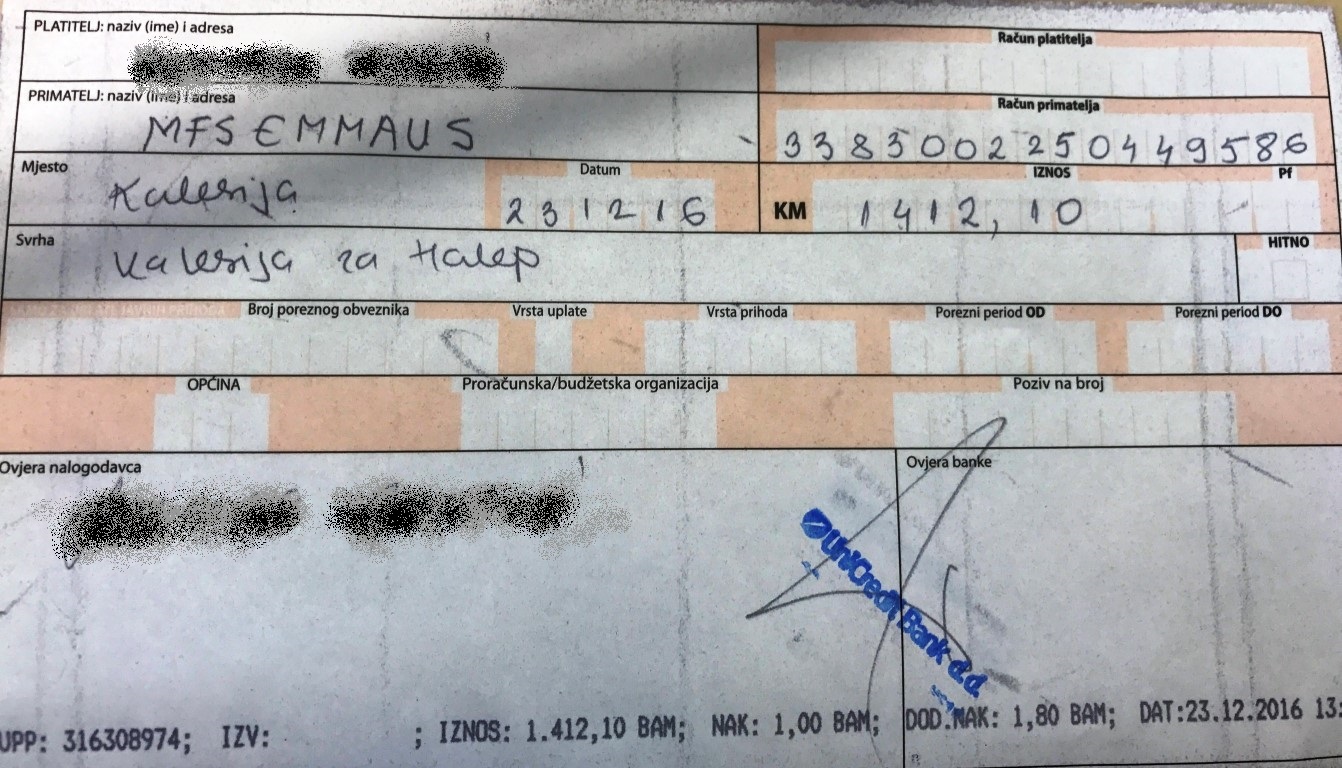 PLATITELJ: naziv (ime) i adresa
Račun platitelja
PRIMATELJ: naziv (ime) i adresa
MFS EMMAUS
Račun primatelja
33835002250449586
Mjesto
Kalesija
Datum
231216
IZNOS
Pf
KM
1412,10
Svrha
Kalesija za Halep
HITNO
Broj poreznog obveznika
Vrsta uplate
Vrsta prihoda
Porezni period OD
Porezni period DO
OPĆINA
Proračunska/budžetska organizacija
Poziv na broj
Ovjera nalogodavca
Ovjera banke
UniCredit Bank d.d.
UPP: 316308974; IZV: ; IZNOS: 1.412,10 BAM; NAK: 1,00 BAM; DOD.NAK: 1,80 BAM; DAT:23.12.2016 13: